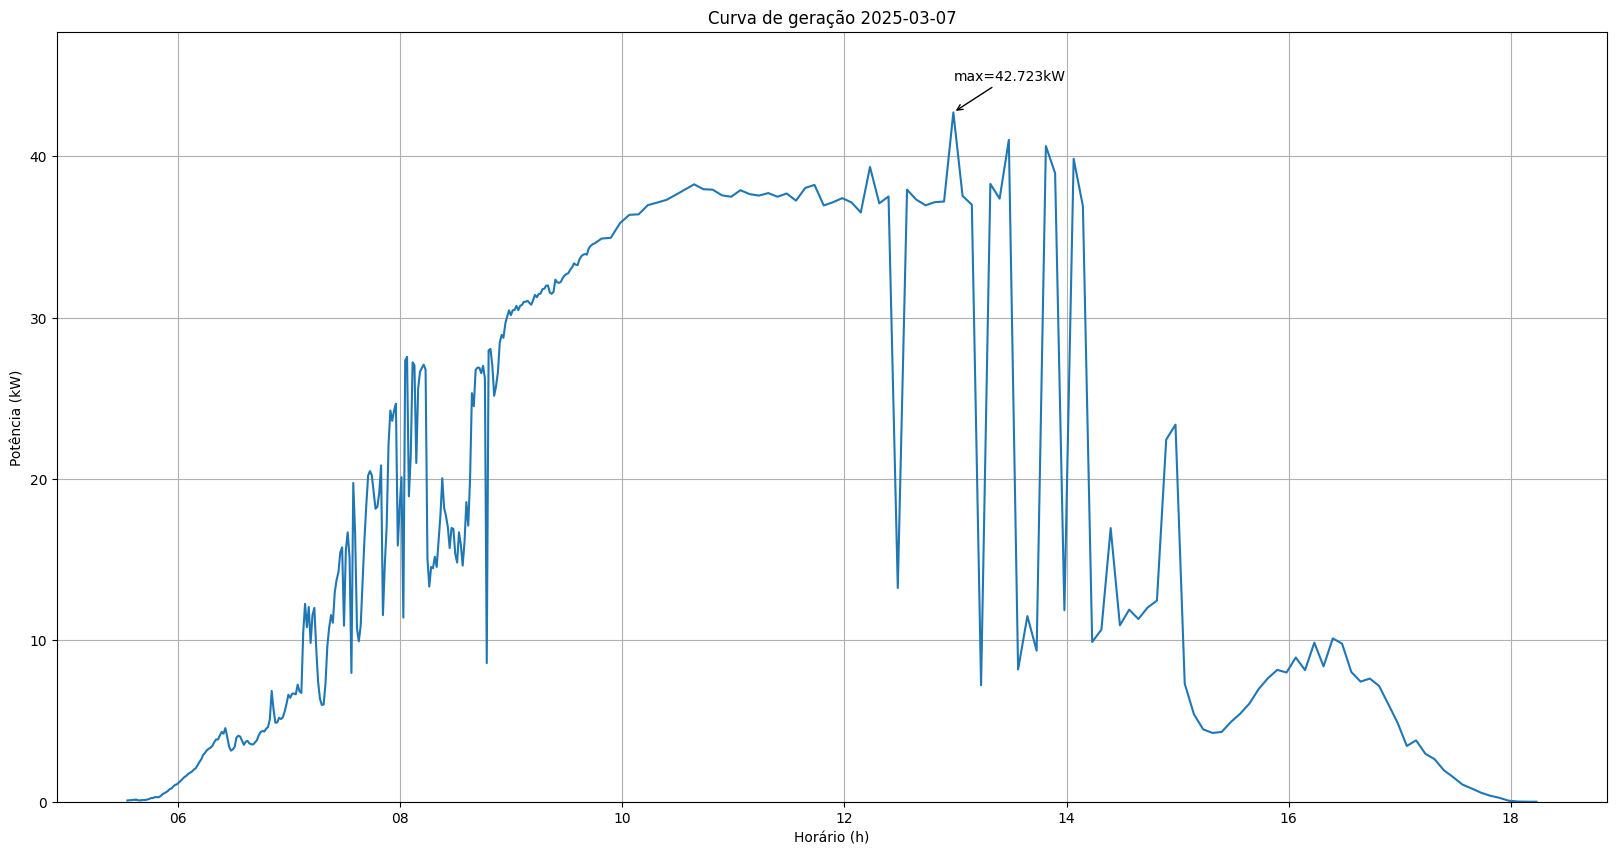 Curva de geração 2025-03-07
max=42.723kW
Potência (kW)
40
30
20
10
0
06 08 10 12 14 16 18
Horário (h)